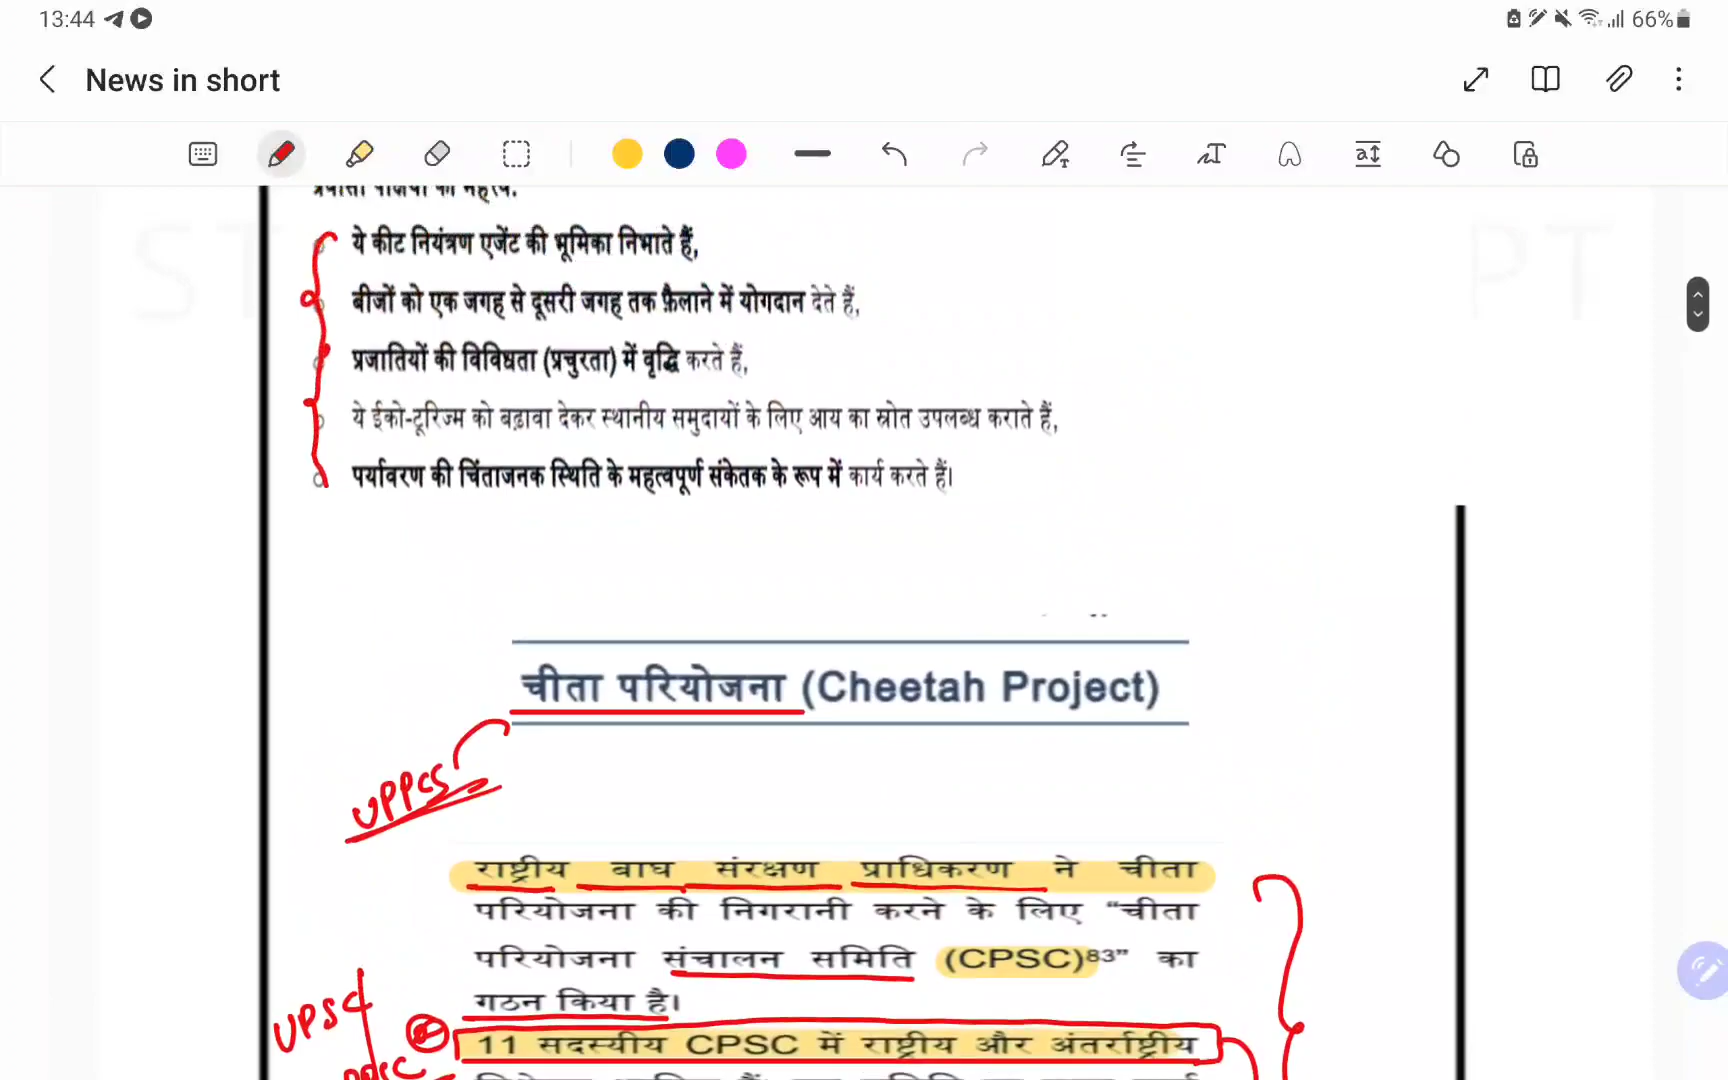 13:44
66%
News in short
प्रवासी पक्षियों का महत्व:
ये कीट नियंत्रण एजेंट की भूमिका निभाते हैं,
बीजों को एक जगह से दूसरी जगह तक फ़ैलाने में योगदान देते हैं,
प्रजातियों की विविधता (प्रचुरता) में वृद्धि करते हैं,
ये ईको-टूरिज्म को बढ़ावा देकर स्थानीय समुदायों के लिए आय का स्रोत उपलब्ध कराते हैं,
पर्यावरण की चिंताजनक स्थिति के महत्वपूर्ण संकेतक के रूप में कार्य करते हैं।
चीता परियोजना (Cheetah Project)
UPPCS
राष्ट्रीय बाघ संरक्षण प्राधिकरण ने चीता
परियोजना की निगरानी करने के लिए "चीता
परियोजना संचालन समिति (CPSC)83" का
गठन किया है।
UPSC
11 सदस्यीय CPSC में राष्ट्रीय और अंतर्राष्ट्रीय